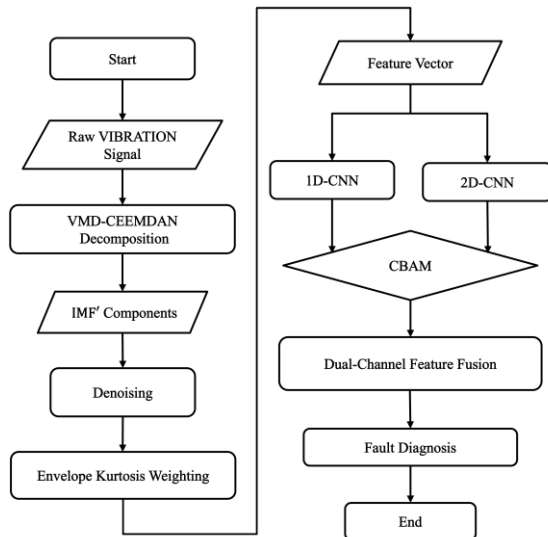 Start
Raw VIBRATION
Signal
VMD-CEEMDAN
Decomposition
IMF′ Components
Denoising
Envelope Kurtosis Weighting
Feature Vector
1D-CNN
2D-CNN
CBAM
Dual-Channel Feature Fusion
Fault Diagnosis
End